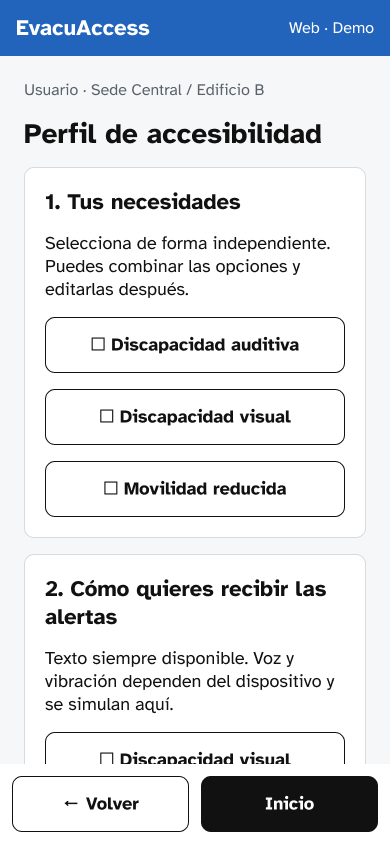 EvacuAccess
Web · Demo
Usuario · Sede Central / Edificio B
Perfil de accesibilidad
1. Tus necesidades
Selecciona de forma independiente.
Puedes combinar las opciones y
editarlas después.
☐ Discapacidad auditiva
☐ Discapacidad visual
☐ Movilidad reducida
2. Cómo quieres recibir las
alertas
Texto siempre disponible. Voz y
vibración dependen del dispositivo y
se simulan aquí.
☐ Discapacidad visual
← Volver
Inicio